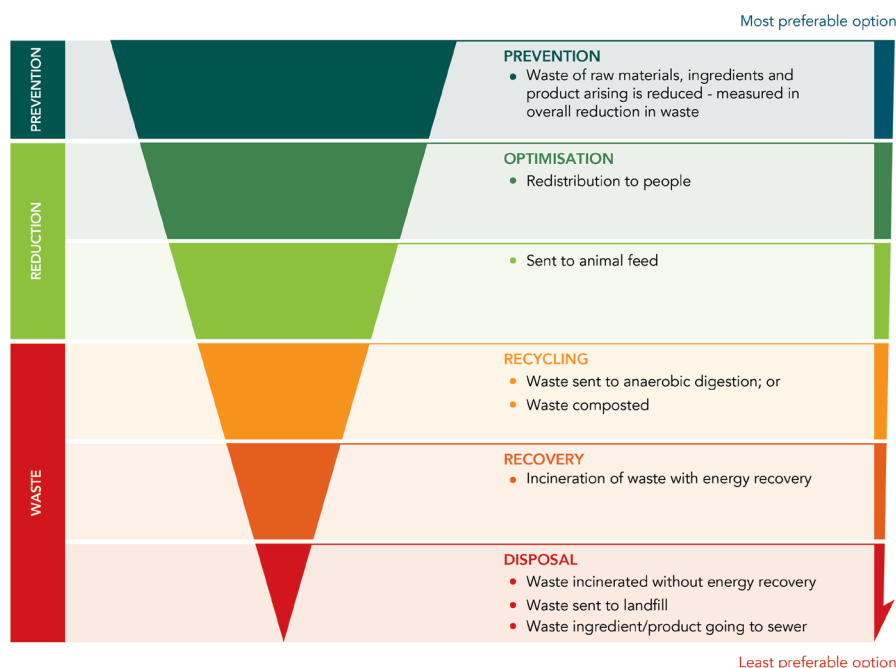 Most preferable option
PREVENTION
PREVENTION
• Waste of raw materials, ingredients and
product arising is reduced - measured in
overall reduction in waste
REDUCTION
OPTIMISATION
• Redistribution to people
• Sent to animal feed
WASTE
RECYCLING
• Waste sent to anaerobic digestion; or
• Waste composted
RECOVERY
• Incineration of waste with energy recovery
DISPOSAL
• Waste incinerated without energy recovery
• Waste sent to landfill
• Waste ingredient/product going to sewer
Least preferable option